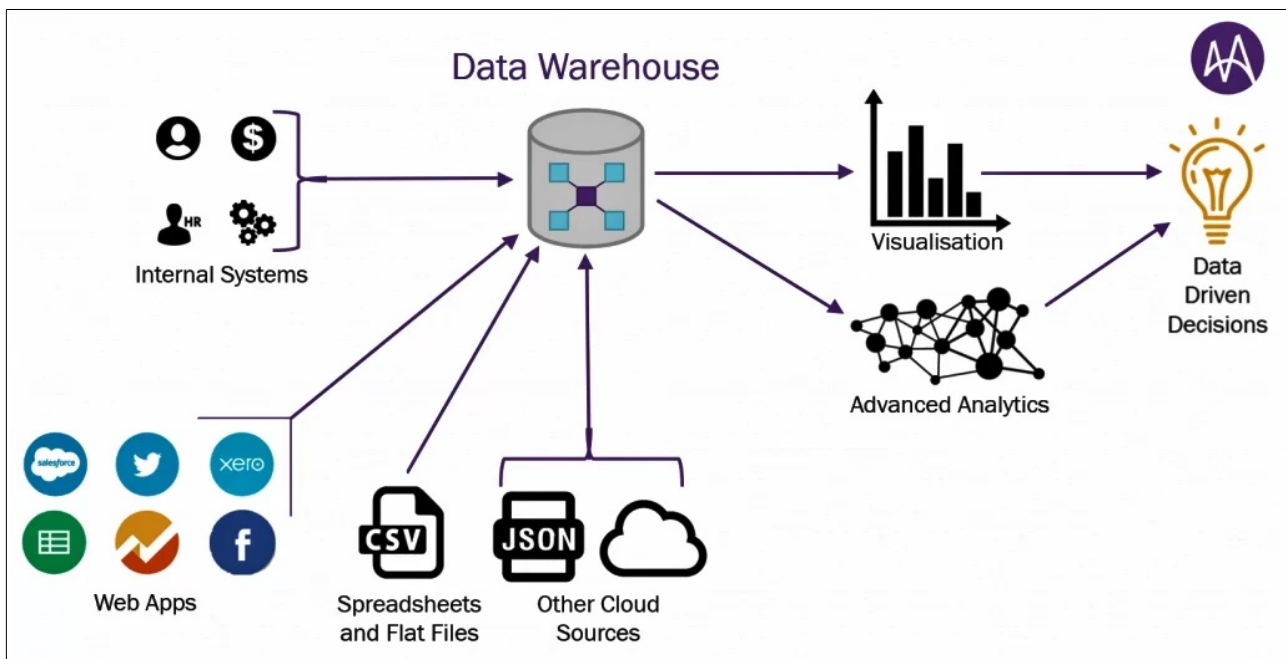 Data Warehouse
$
HR
Internal Systems
Visualisation
Data
Driven
Decisions
Advanced Analytics
salesforce
xero
f
Web Apps
CSV
Spreadsheets
and Flat Files
JSON
Other Cloud
Sources